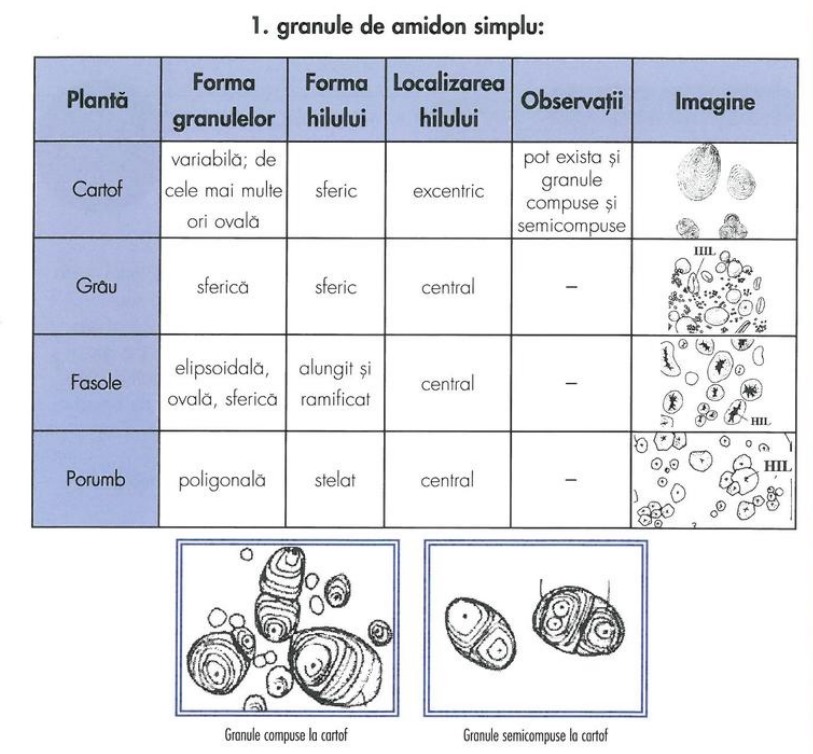 1. granule de amidon simplu:
Plantă
Forma
granulelor
Forma
hilului
Localizarea
hilului
Observații
Imagine
Cartof
variabilă; de
cele mai multe
ori ovală
sferic
excentric
pot exista și
granule
compuse și
semicompuse
Grâu
sferică
sferic
central
–
HIL
Fasole
elipsoidală,
ovală, sferică
alungit și
ramificat
central
–
HIL
Porumb
poligonală
stelat
central
–
HIL
Granule compuse la cartof
Granule semicompuse la cartof